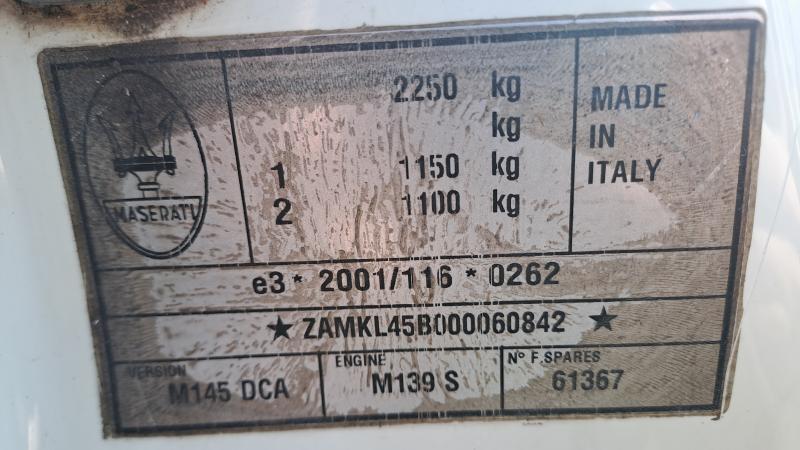 MASERATI
2250 kg
kg
1 1150 kg
2 1100 kg
MADE
IN
ITALY
e3* 2001/116 * 0262
★ ZAMKL45B000060842 ★
VERSION
M145 DCA
ENGINE
M139 S
Nº F.SPARES
61367